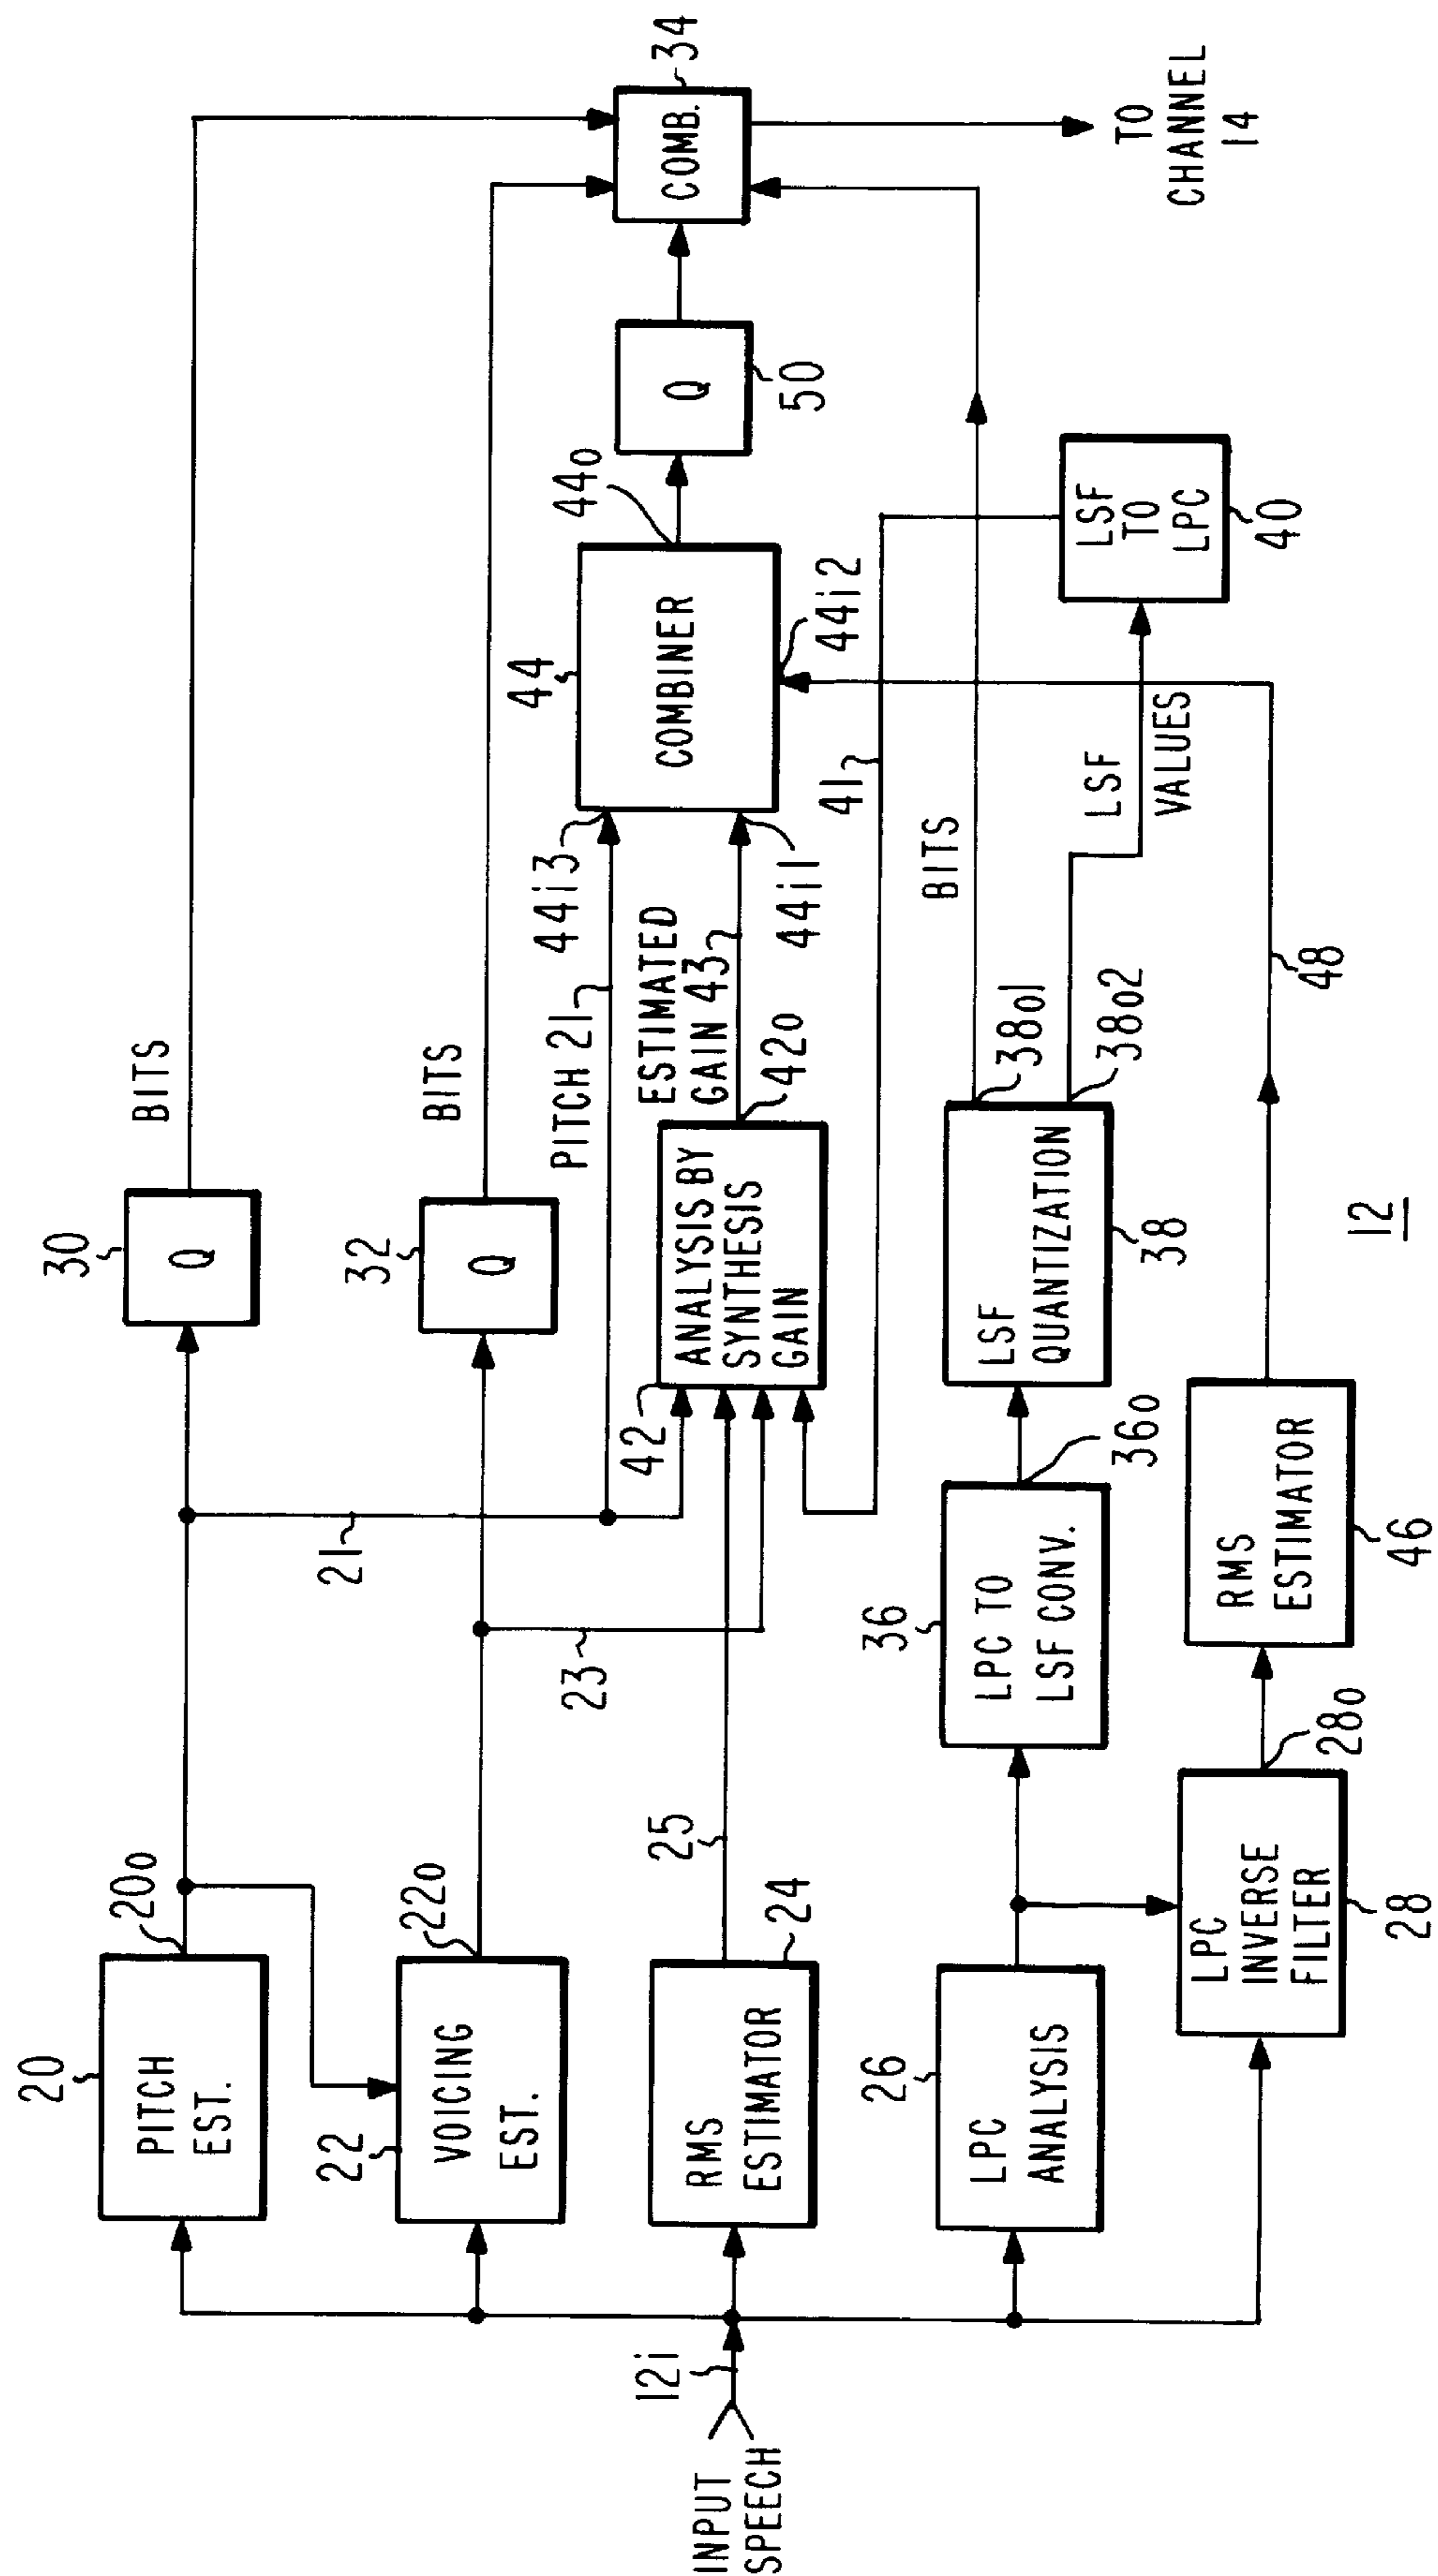 INPUT
SPEECH
12i
20
PITCH
EST.
20o
21
30
Q
BITS
22
VOICING
EST.
22o
23
32
Q
BITS
24
RMS
ESTIMATOR
25
42
ANALYSIS BY
SYNTHESIS
GAIN
42o
PITCH 21
ESTIMATED
GAIN 43
44i3
44i1
44
COMBINER
44i2
44o
Q
50
COMB.
34
TO
CHANNEL
14
26
LPC
ANALYSIS
36
LPC TO
LSF CONV.
36o
LSF
QUANTIZATION
38
38o1
38o2
BITS
41
LSF
VALUES
LSF
TO
LPC
40
LPC
INVERSE
FILTER
28
28o
RMS
ESTIMATOR
46
48
12